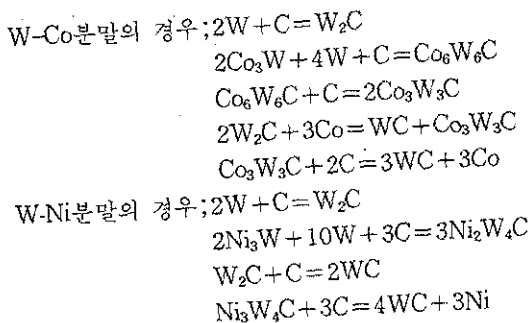 W-Co분말의 경우;2W+C=W₂C
2Co₃W+4W+C=Co₆W₆C
Co₆W₆C+C=2Co₃W₃C
2W₂C+3Co=WC+Co₃W₃C
Co₃W₃C+2C=3WC+3Co
W-Ni분말의 경우;2W+C=W₂C
2Ni₃W+10W+3C=3Ni₂W₄C
W₂C+C=2WC
Ni₃W₄C+3C=4WC+3Ni